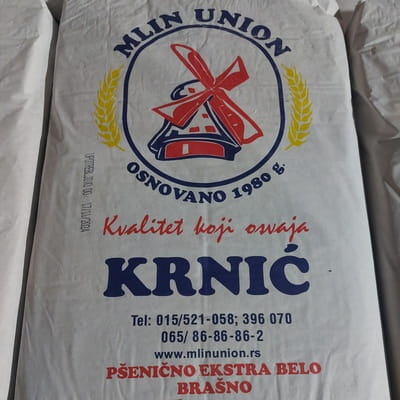 MLIN UNION
OSNOVANO 1980 g.
Kvalitet koji osvaja
KRNIĆ
Tel: 015/521-058; 396 070
065/ 86-86-86-2
www.mlinunion.rs
PŠENIČNO EKSTRA BELO
BRAŠNO